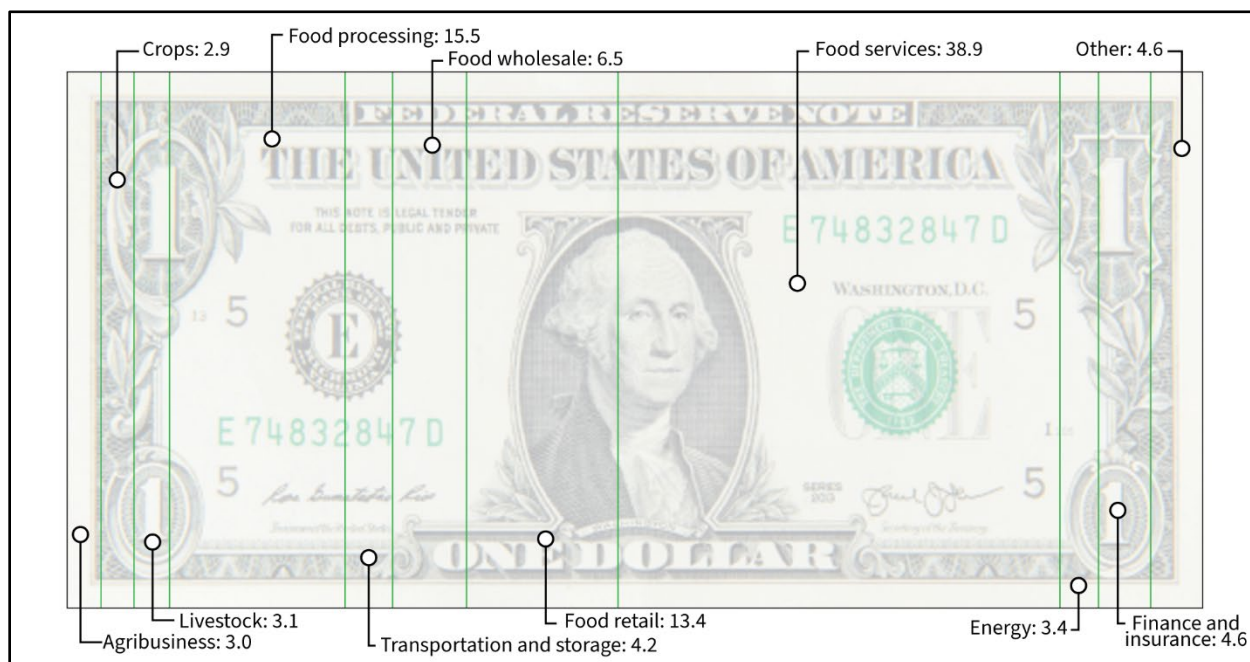 Crops: 2.9
Food processing: 15.5
Food wholesale: 6.5
Food services: 38.9
Other: 4.6
FEDERAL RESERVE NOTE
THE UNITED STATES OF AMERICA
1
1
THIS NOTE IS LEGAL TENDER
FOR ALL DEBTS, PUBLIC AND PRIVATE
E 74832847 D
WASHINGTON, D.C.
5
5
E
ONE
E 74832847 D
5
5
SERIES
2013
1
1
ONE DOLLAR
Agribusiness: 3.0
Livestock: 3.1
Transportation and storage: 4.2
Food retail: 13.4
Energy: 3.4
Finance and
insurance: 4.6